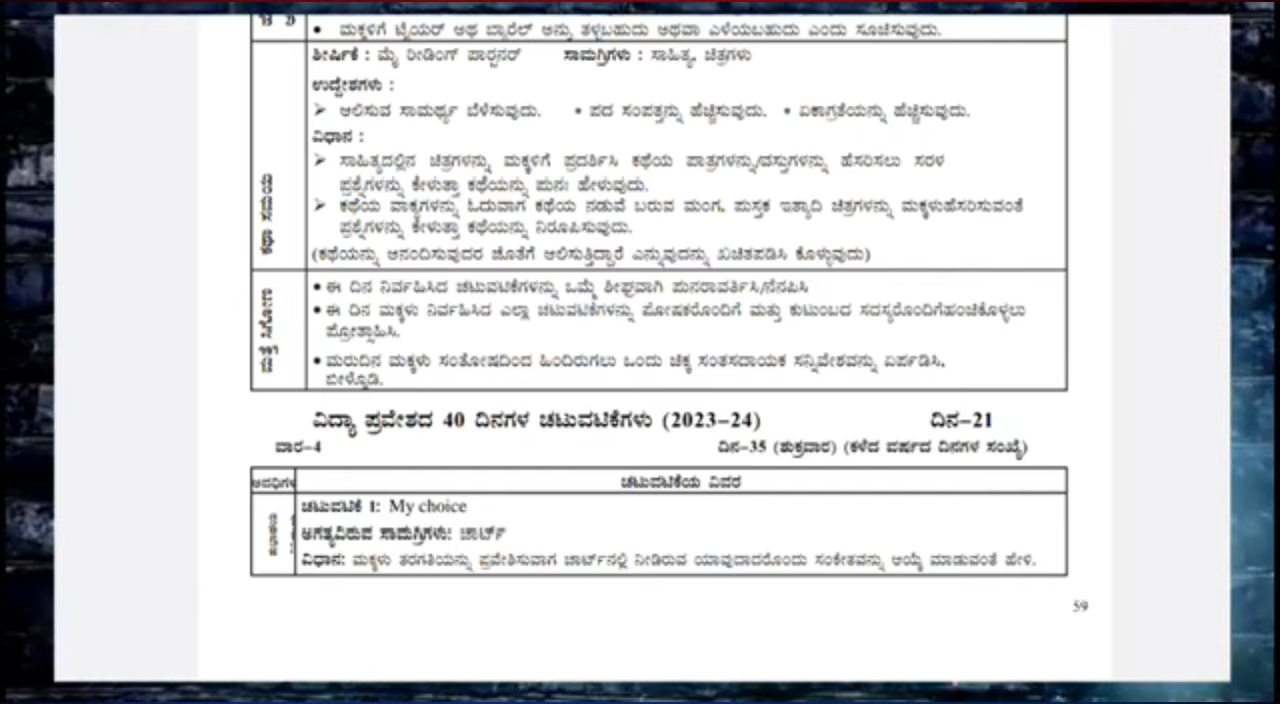 • ಮಕ್ಕಳಿಗೆ ಟೈಯರ್ ಅಥ ಬ್ಯಾರೆಲ್ ಅನ್ನು ತಳ್ಳಬಹುದು ಅಥವಾ ಎಳೆಯಬಹುದು ಎಂದು ಸೂಚಿಸುವುದು.
ಶೀರ್ಷಿಕೆ : ಮೈ ರೀಡಿಂಗ್ ಪಾರ್‍ಟ್ನರ್ ಸಾಮಗ್ರಿಗಳು : ಸಾಹಿತ್ಯ, ಚಿತ್ರಗಳು
ಉದ್ದೇಶಗಳು :
➢ ಆಲಿಸುವ ಸಾಮರ್ಥ್ಯ ಬೆಳೆಸುವುದು. • ಪದ ಸಂಪತ್ತನ್ನು ಹೆಚ್ಚಿಸುವುದು. • ಏಕಾಗ್ರತೆಯನ್ನು ಹೆಚ್ಚಿಸುವುದು.
ವಿಧಾನ :
➢ ಸಾಹಿತ್ಯದಲ್ಲಿನ ಚಿತ್ರಗಳನ್ನು ಮಕ್ಕಳಿಗೆ ಪ್ರದರ್ಶಿಸಿ ಕಥೆಯ ಪಾತ್ರಗಳನ್ನು/ವಸ್ತುಗಳನ್ನು ಹೆಸರಿಸಲು ಸರಳ
ಪ್ರಶ್ನೆಗಳನ್ನು ಕೇಳುತ್ತಾ ಕಥೆಯನ್ನು ಪುನಃ ಹೇಳುವುದು.
ಕಥಾ ಸಮಯ
➢ ಕಥೆಯ ವಾಕ್ಯಗಳನ್ನು ಓದುವಾಗ ಕಥೆಯ ನಡುವೆ ಬರುವ ಮಂಗ, ಪುಸ್ತಕ ಇತ್ಯಾದಿ ಚಿತ್ರಗಳನ್ನು ಮಕ್ಕಳುಹೆಸರಿಸುವಂತೆ
ಪ್ರಶ್ನೆಗಳನ್ನು ಕೇಳುತ್ತಾ ಕಥೆಯನ್ನು ನಿರೂಪಿಸುವುದು.
(ಕಥೆಯನ್ನು ಆನಂದಿಸುವುದರ ಜೊತೆಗೆ ಆಲಿಸುತ್ತಿದ್ದಾರೆ ಎನ್ನುವುದನ್ನು ಖಚಿತಪಡಿಸಿ ಕೊಳ್ಳುವುದು)
ಮತ್ತೆ ಸಿಗೋಣ
• ಈ ದಿನ ನಿರ್ವಹಿಸಿದ ಚಟುವಟಿಕೆಗಳನ್ನು ಒಮ್ಮೆ ಶೀಘ್ರವಾಗಿ ಪುನರಾವರ್ತಿಸಿ/ನೆನಪಿಸಿ
• ಈ ದಿನ ಮಕ್ಕಳು ನಿರ್ವಹಿಸಿದ ಎಲ್ಲಾ ಚಟುವಟಿಕೆಗಳನ್ನು ಪೋಷಕರೊಂದಿಗೆ ಮತ್ತು ಕುಟುಂಬದ ಸದಸ್ಯರೊಂದಿಗೆಹಂಚಿಕೊಳ್ಳಲು
ಪ್ರೋತ್ಸಾಹಿಸಿ.
• ಮರುದಿನ ಮಕ್ಕಳು ಸಂತೋಷದಿಂದ ಹಿಂದಿರುಗಲು ಒಂದು ಚಿಕ್ಕ ಸಂತಸದಾಯಕ ಸನ್ನಿವೇಶವನ್ನು ಏರ್ಪಡಿಸಿ,
ಬೀಳ್ಕೊಡಿ.
ವಿದ್ಯಾ ಪ್ರವೇಶದ 40 ದಿನಗಳ ಚಟುವಟಿಕೆಗಳು (2023–24) ದಿನ–21
ವಾರ–4 ದಿನ–35 (ಶುಕ್ರವಾರ) (ಕಳೆದ ವರ್ಷದ ದಿನಗಳ ಸಂಖ್ಯೆ)
ಅವಧಿಗಳ ಚಟುವಟಿಕೆಯ ವಿವರ
ಚಟುವಟಿಕೆ 1: My choice
ಅಗತ್ಯವಿರುವ ಸಾಮಗ್ರಿಗಳು: ಚಾರ್ಟ್
ವಿಧಾನ: ಮಕ್ಕಳು ತರಗತಿಯನ್ನು ಪ್ರವೇಶಿಸುವಾಗ ಚಾರ್ಟ್‌ನಲ್ಲಿ ನೀಡಿರುವ ಯಾವುದಾದರೊಂದು ಸಂಕೇತವನ್ನು ಆಯ್ಕೆ ಮಾಡುವಂತೆ ಹೇಳಿ.
59